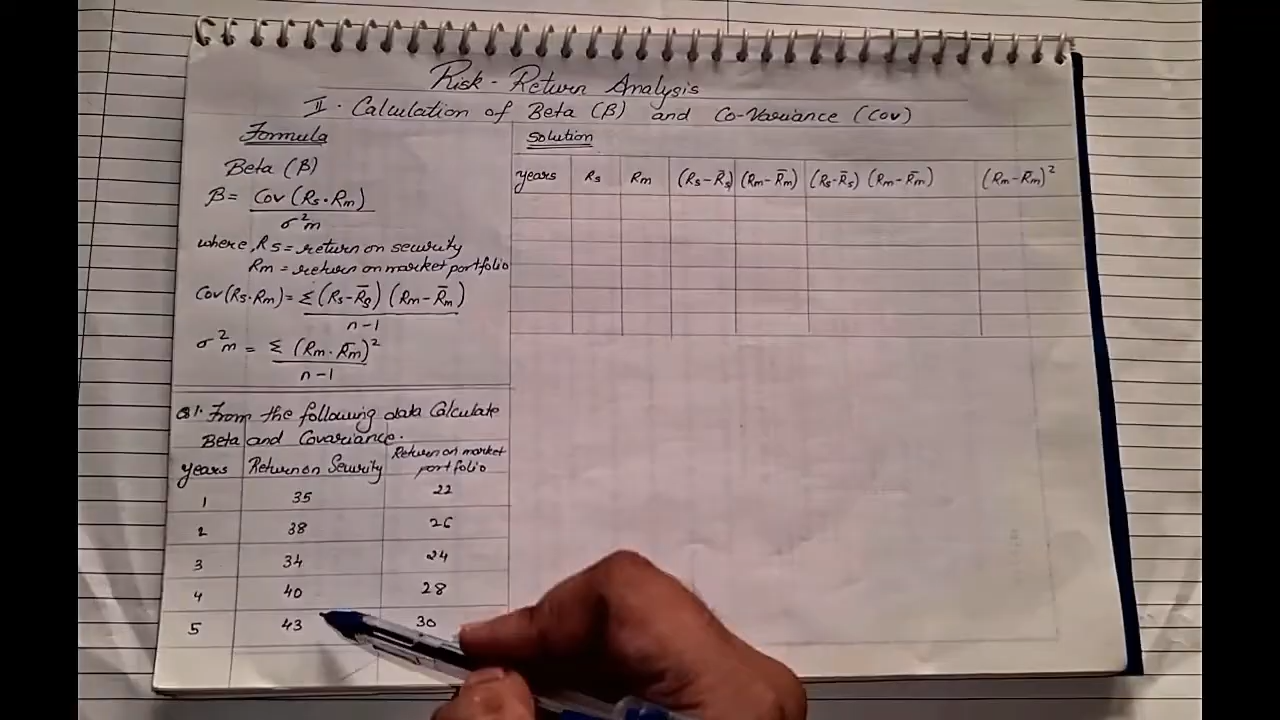 Risk - Return Analysis
II. Calculation of Beta (β) and Co-Variance (Cov)
Formula
Beta (β)
β = Cov (Rs.Rm)
σ²m
where, Rs = return on security
Rm = return on market portfolio
Cov (Rs.Rm) = Σ (Rs-R̄s) (Rm-R̄m)
n-1
σ²m = Σ (Rm.R̄m)²
n-1
Q1. From the following data Calculate
Beta and Covariance.
years Return on Security Return on market portfolio
1 35 22
2 38 26
3 34 24
4 40 28
5 43 30
Solution
years Rs Rm (Rs-R̄s) (Rm-R̄m) (Rs-R̄s) (Rm-R̄m) (Rm-R̄m)²